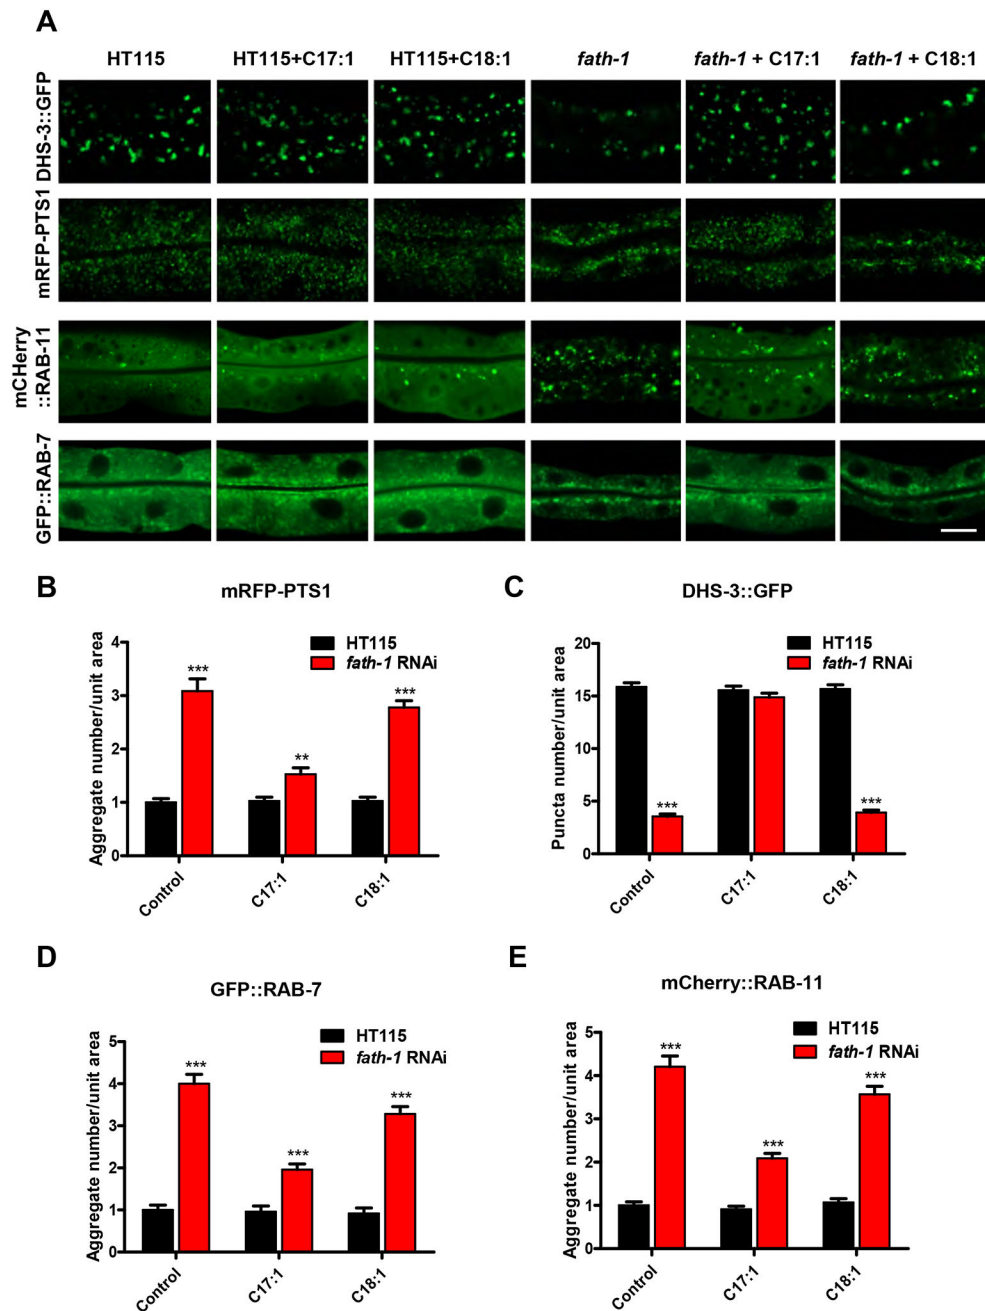 A
HT115 HT115+C17:1 HT115+C18:1 fath-1 fath-1 + C17:1 fath-1 + C18:1
DHS-3::GFP
mRFP-PTS1
mCHerry
::RAB-11
GFP::RAB-7
B
mRFP-PTS1
Aggregate number/unit area
4
3
2
1
0
HT115
fath-1 RNAi
***
**
***
Control
C17:1
C18:1
C
DHS-3::GFP
Puncta number/unit area
20
15
10
5
0
HT115
fath-1 RNAi
***
***
Control
C17:1
C18:1
D
GFP::RAB-7
Aggregate number/unit area
5
4
3
2
1
0
HT115
fath-1 RNAi
***
***
***
Control
C17:1
C18:1
E
mCherry::RAB-11
Aggregate number/unit area
5
4
3
2
1
0
HT115
fath-1 RNAi
***
***
***
Control
C17:1
C18:1